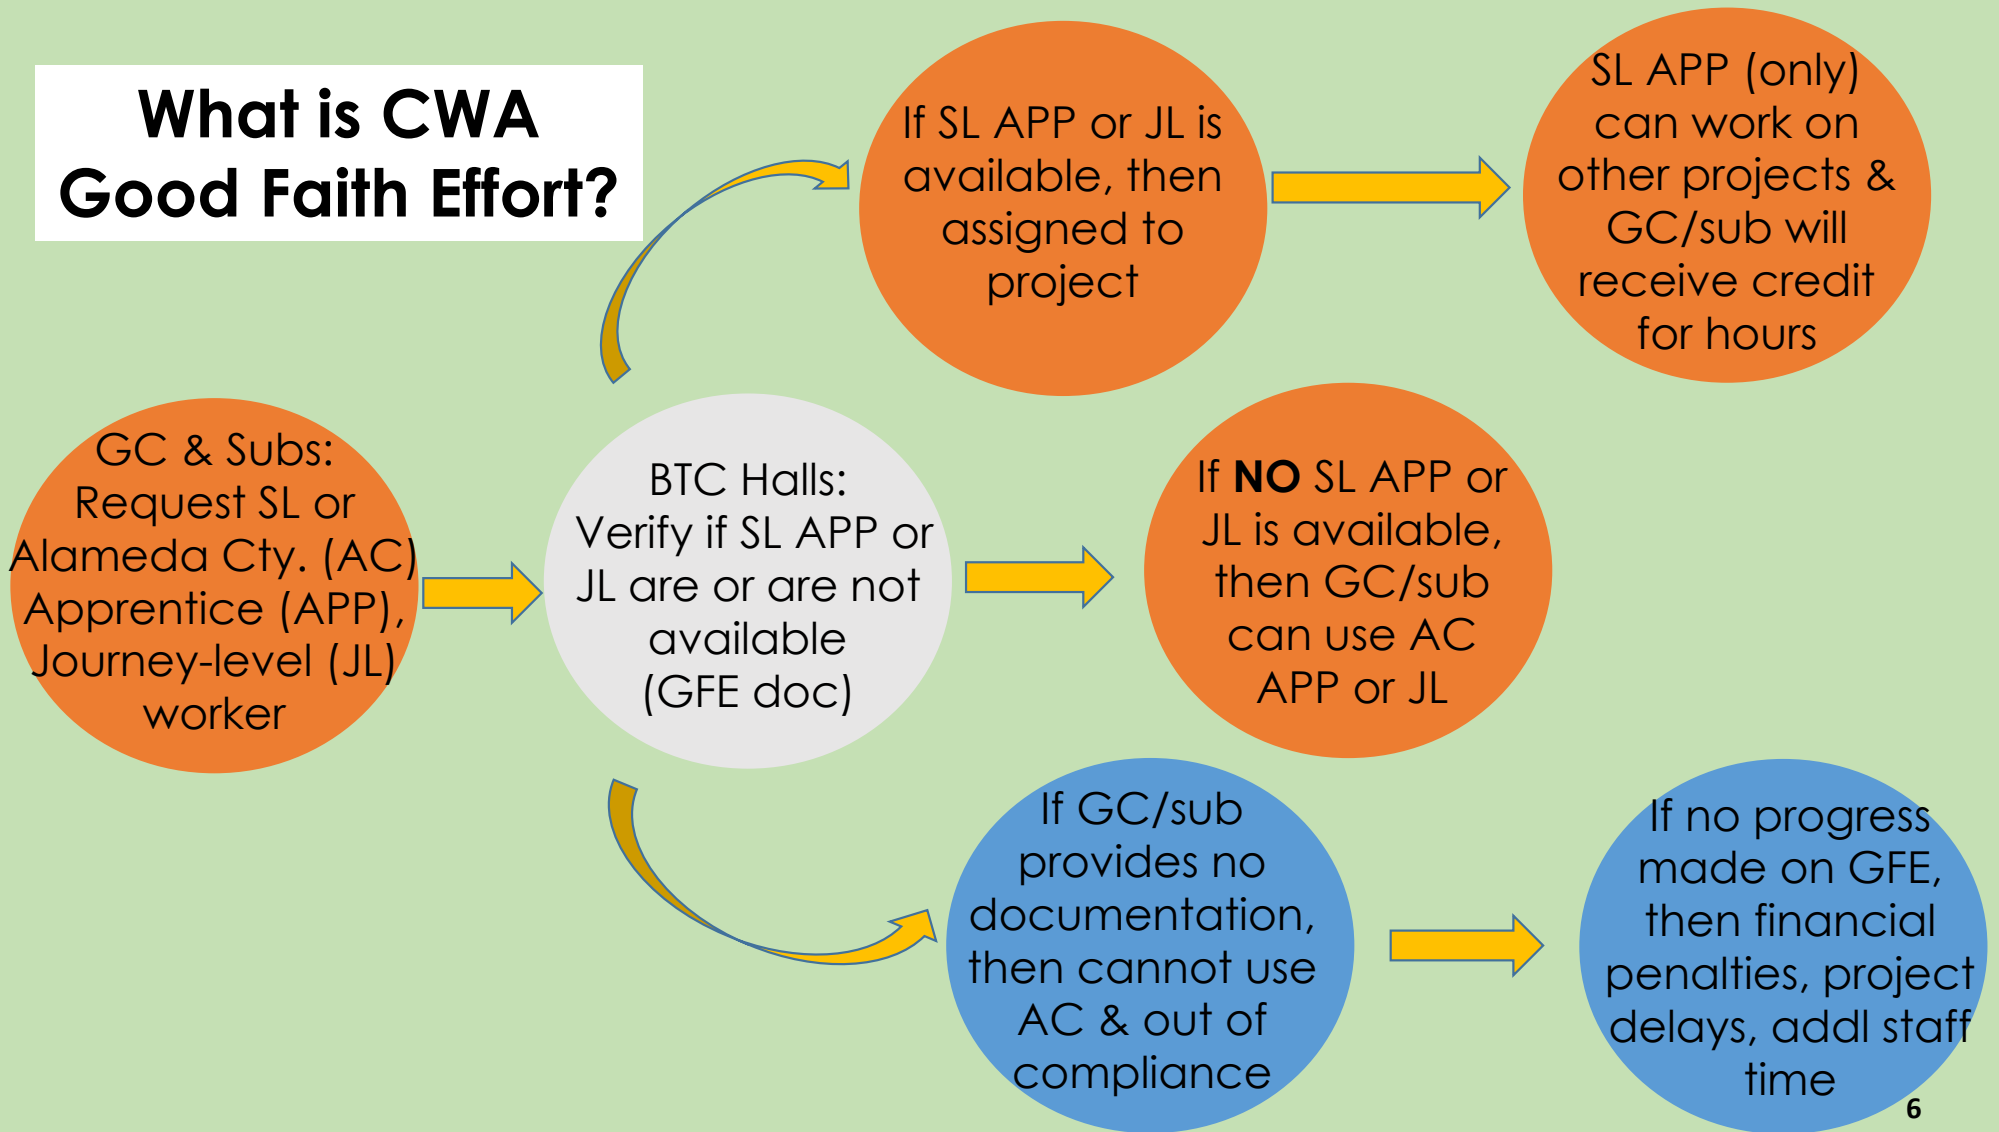 What is CWA
Good Faith Effort?
GC & Subs:
Request SL or
Alameda Cty. (AC)
Apprentice (APP),
Journey-level (JL)
worker
BTC Halls:
Verify if SL APP or
JL are or are not
available
(GFE doc)
If SL APP or JL is
available, then
assigned to
project
SL APP (only)
can work on
other projects &
GC/sub will
receive credit
for hours
If NO SL APP or
JL is available,
then GC/sub
can use AC
APP or JL
If GC/sub
provides no
documentation,
then cannot use
AC & out of
compliance
If no progress
made on GFE,
then financial
penalties, project
delays, addl staff
time
6